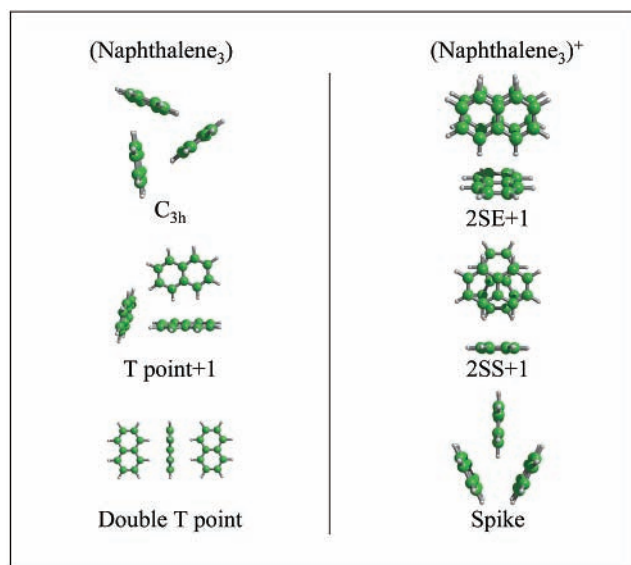 (Naphthalene₃)
C₃ₕ
T point+1
Double T point
(Naphthalene₃)⁺
2SE+1
2SS+1
Spike